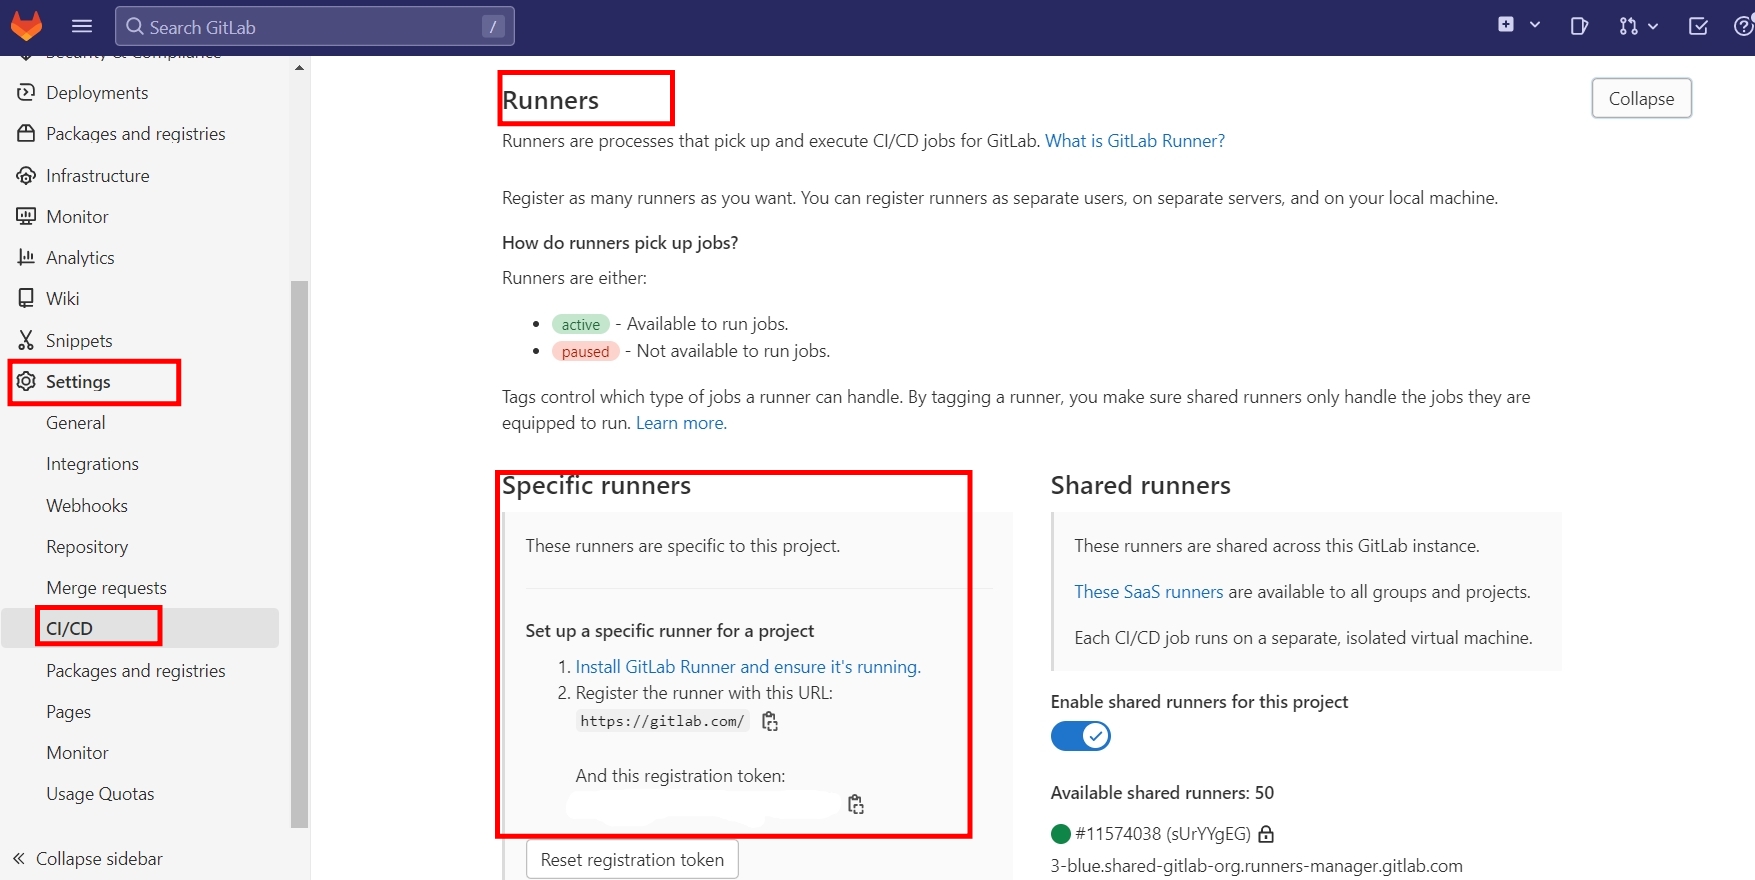 Search GitLab
/
Security & Compliance
Deployments
Packages and registries
Infrastructure
Monitor
Analytics
Wiki
Snippets
Settings
General
Integrations
Webhooks
Repository
Merge requests
CI/CD
Packages and registries
Pages
Monitor
Usage Quotas
Collapse sidebar
Runners
Collapse
Runners are processes that pick up and execute CI/CD jobs for GitLab. What is GitLab Runner?
Register as many runners as you want. You can register runners as separate users, on separate servers, and on your local machine.
How do runners pick up jobs?
Runners are either:
• active - Available to run jobs.
• paused - Not available to run jobs.
Tags control which type of jobs a runner can handle. By tagging a runner, you make sure shared runners only handle the jobs they are
equipped to run. Learn more.
Specific runners
These runners are specific to this project.
Set up a specific runner for a project
1. Install GitLab Runner and ensure it's running.
2. Register the runner with this URL:
https://gitlab.com/
And this registration token:
Reset registration token
Shared runners
These runners are shared across this GitLab instance.
These SaaS runners are available to all groups and projects.
Each CI/CD job runs on a separate, isolated virtual machine.
Enable shared runners for this project
Available shared runners: 50
#11574038 (sUrYYgEG)
3-blue.shared-gitlab-org.runners-manager.gitlab.com